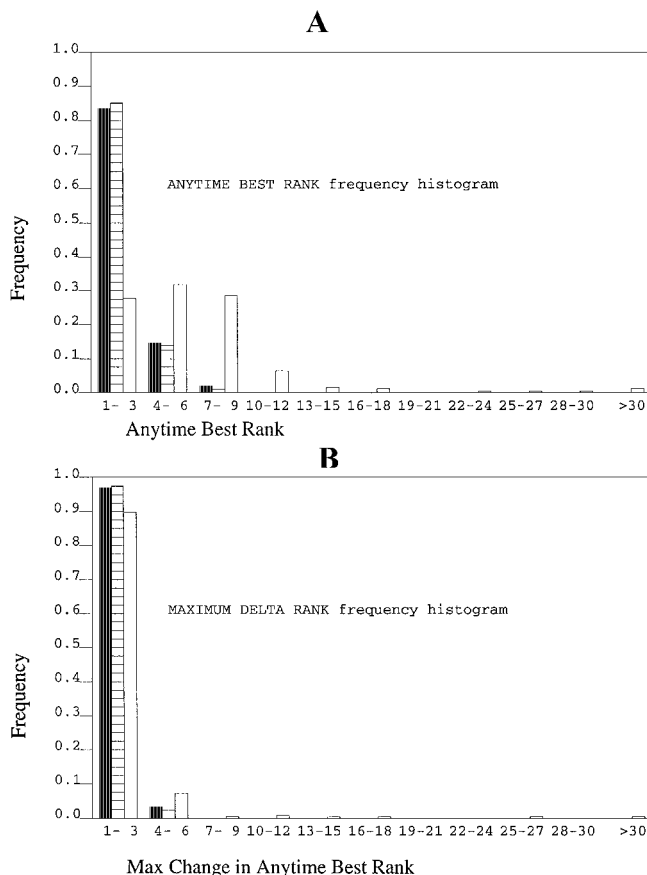 A
1.0
0.9
0.8
0.7
0.6
0.5
0.4
0.3
0.2
0.1
0.0
Frequency
ANYTIME BEST RANK frequency histogram
1- 3 4- 6 7- 9 10-12 13-15 16-18 19-21 22-24 25-27 28-30 >30
Anytime Best Rank
B
1.0
0.9
0.8
0.7
0.6
0.5
0.4
0.3
0.2
0.1
0.0
Frequency
MAXIMUM DELTA RANK frequency histogram
1- 3 4- 6 7- 9 10-12 13-15 16-18 19-21 22-24 25-27 28-30 >30
Max Change in Anytime Best Rank